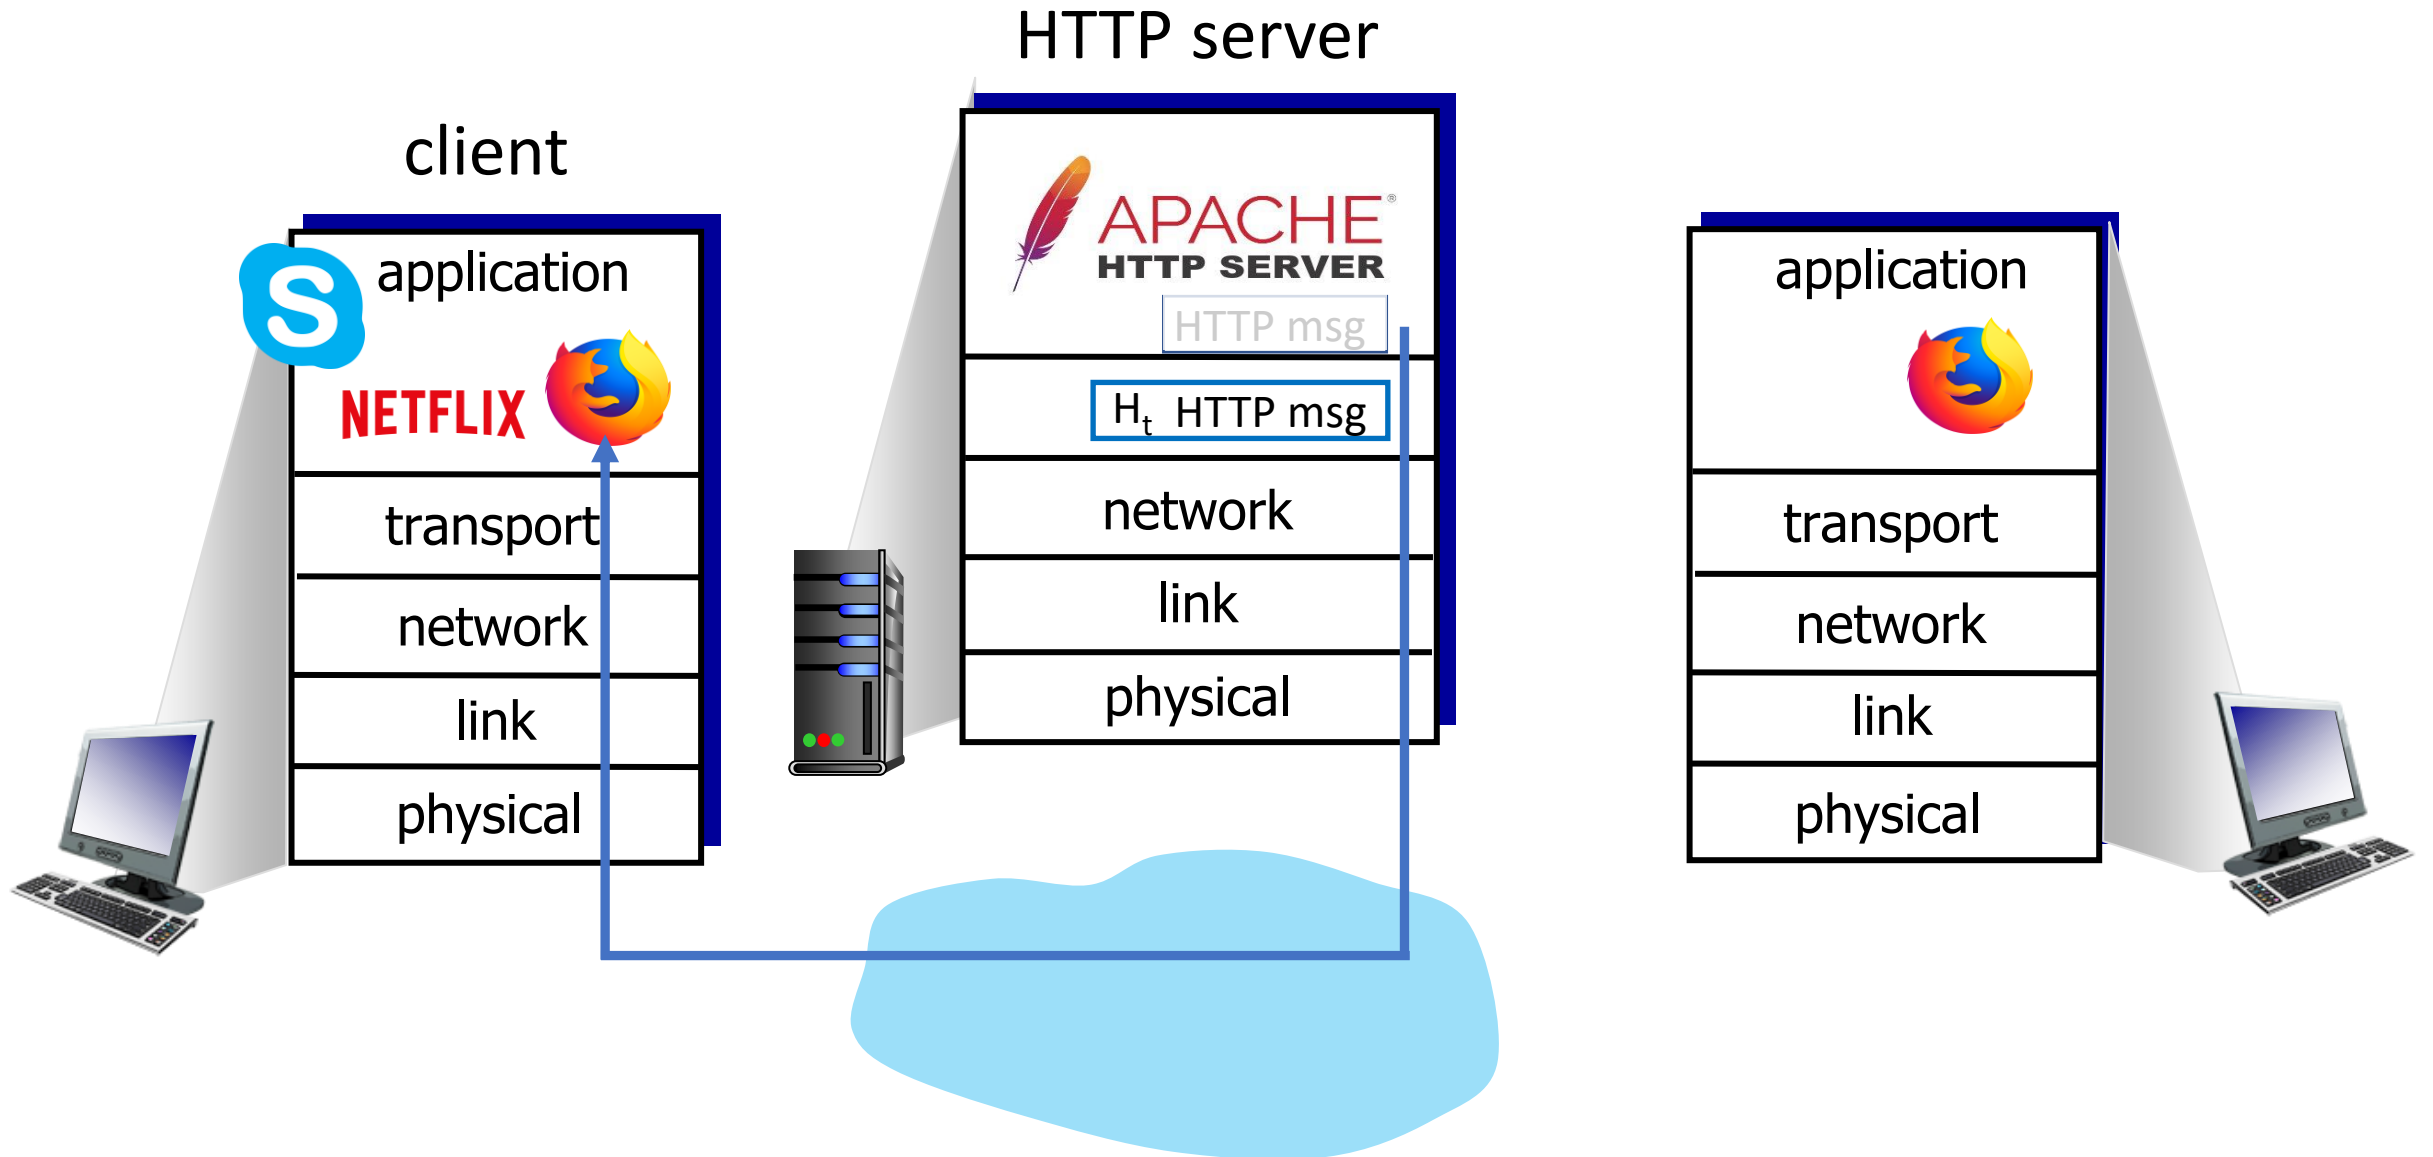 HTTP server
client
application
S
NETFLIX
transport
network
link
physical
APACHE®
HTTP SERVER
HTTP msg
Ht HTTP msg
network
link
physical
application
transport
network
link
physical